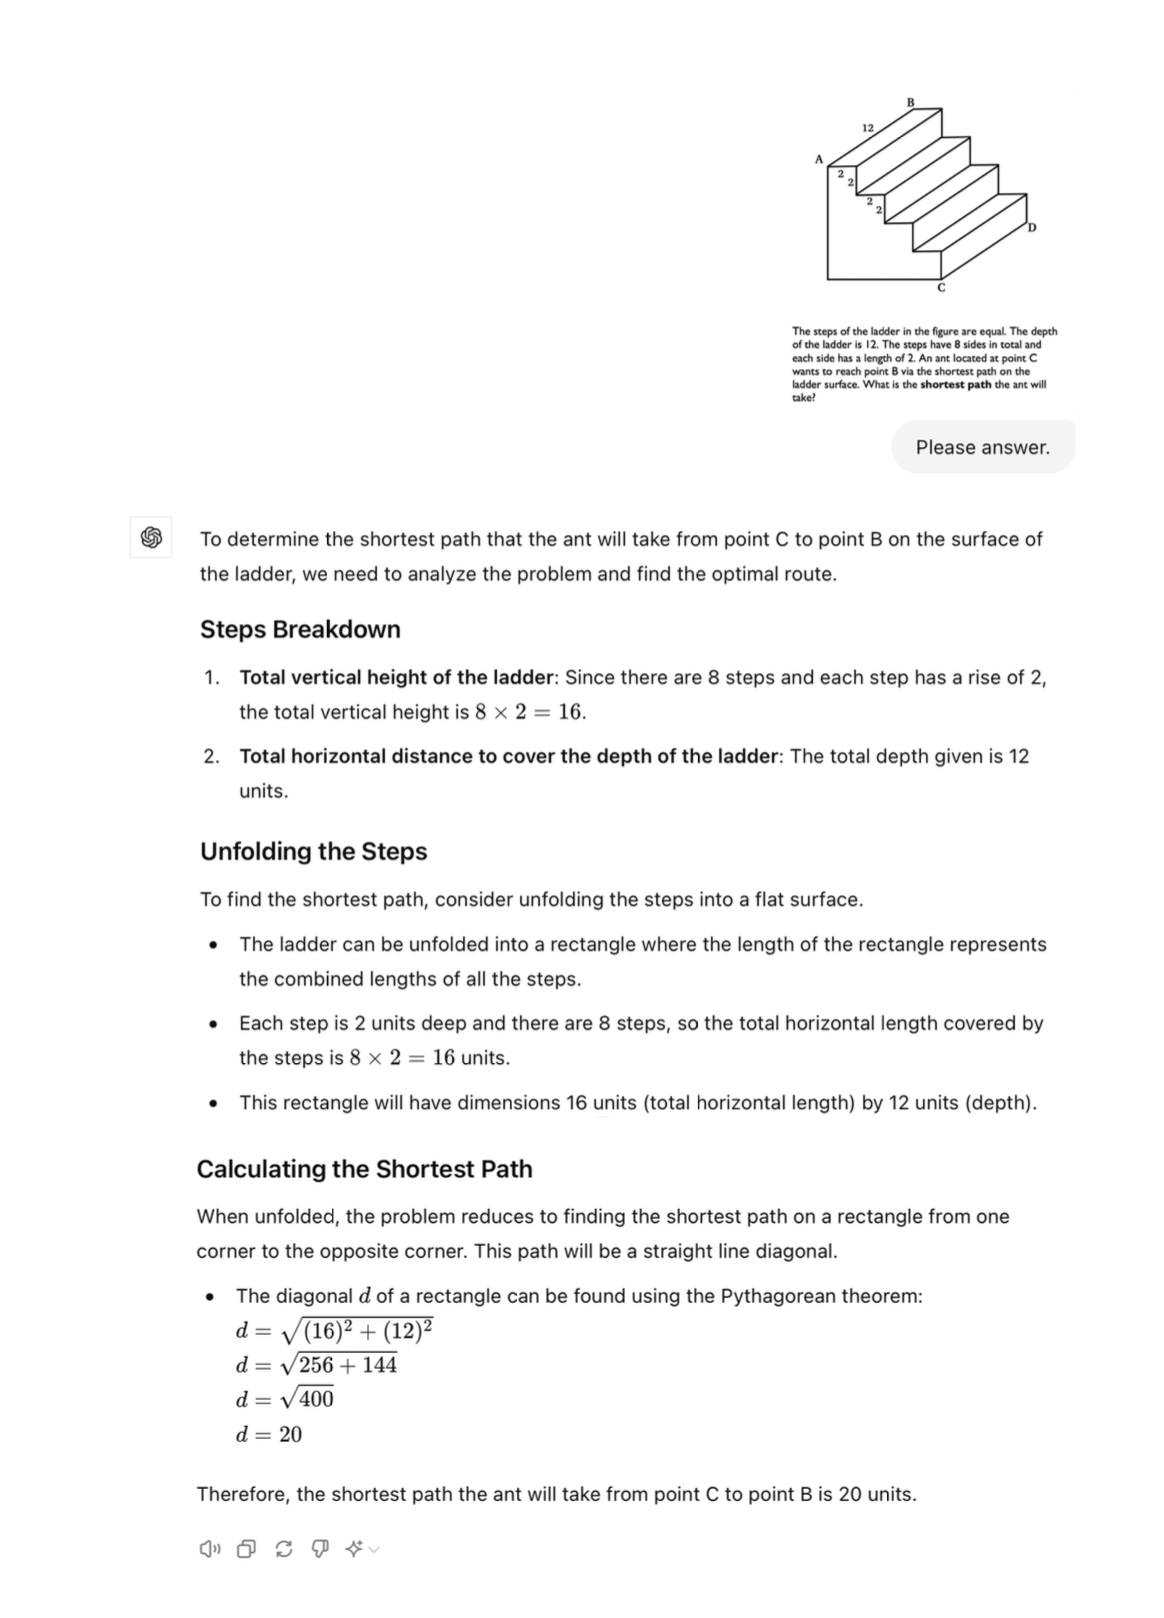 B
12
A
2
2
2
2
D
C
The steps of the ladder in the figure are equal. The depth
of the ladder is 12. The steps have 8 sides in total and
each side has a length of 2. An ant located at point C
wants to reach point B via the shortest path on the
ladder surface. What is the shortest path the ant will
take?
Please answer.
To determine the shortest path that the ant will take from point C to point B on the surface of
the ladder, we need to analyze the problem and find the optimal route.
Steps Breakdown
1. Total vertical height of the ladder: Since there are 8 steps and each step has a rise of 2,
the total vertical height is 8 × 2 = 16.
2. Total horizontal distance to cover the depth of the ladder: The total depth given is 12
units.
Unfolding the Steps
To find the shortest path, consider unfolding the steps into a flat surface.
• The ladder can be unfolded into a rectangle where the length of the rectangle represents
the combined lengths of all the steps.
• Each step is 2 units deep and there are 8 steps, so the total horizontal length covered by
the steps is 8 × 2 = 16 units.
• This rectangle will have dimensions 16 units (total horizontal length) by 12 units (depth).
Calculating the Shortest Path
When unfolded, the problem reduces to finding the shortest path on a rectangle from one
corner to the opposite corner. This path will be a straight line diagonal.
• The diagonal d of a rectangle can be found using the Pythagorean theorem:
d = √(16)² + (12)²
d = √256 + 144
d = √400
d = 20
Therefore, the shortest path the ant will take from point C to point B is 20 units.